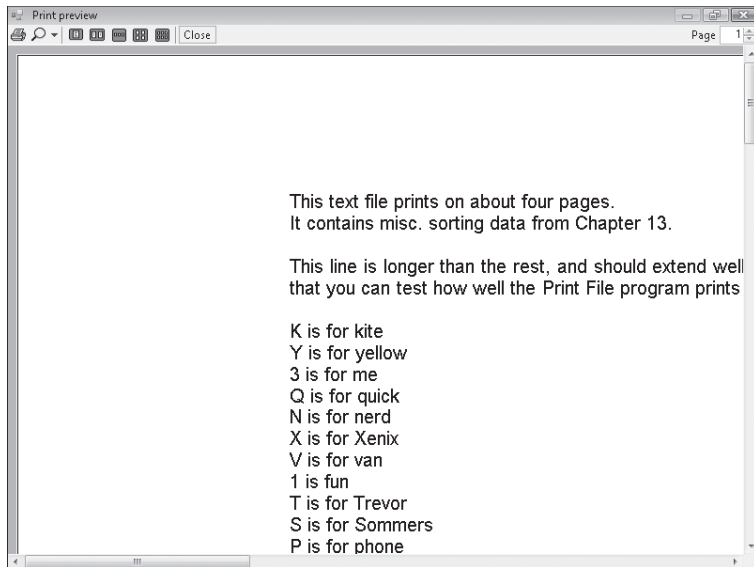 Print preview
Close
Page 1
This text file prints on about four pages.
It contains misc. sorting data from Chapter 13.
This line is longer than the rest, and should extend well
that you can test how well the Print File program prints
K is for kite
Y is for yellow
3 is for me
Q is for quick
N is for nerd
X is for Xenix
V is for van
1 is fun
T is for Trevor
S is for Sommers
P is for phone